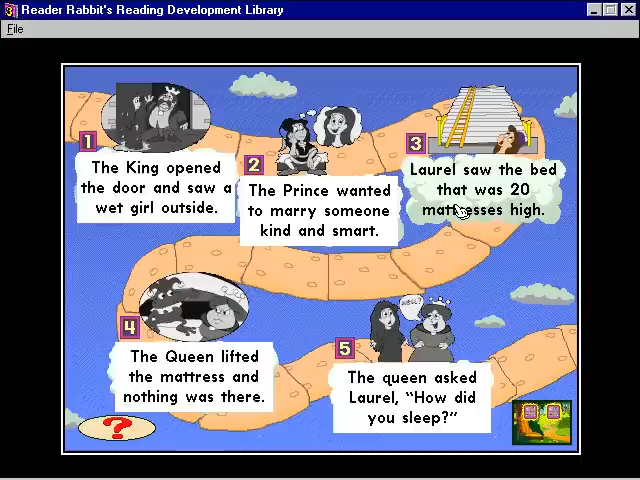 Reader Rabbit's Reading Development Library
File
1
The King opened
the door and saw a
wet girl outside.
2
The Prince wanted
to marry someone
kind and smart.
3
Laurel saw the bed
that was 20
mattresses high.
4
The Queen lifted
the mattress and
nothing was there.
WELL?
5
The queen asked
Laurel, “How did
you sleep?”
?